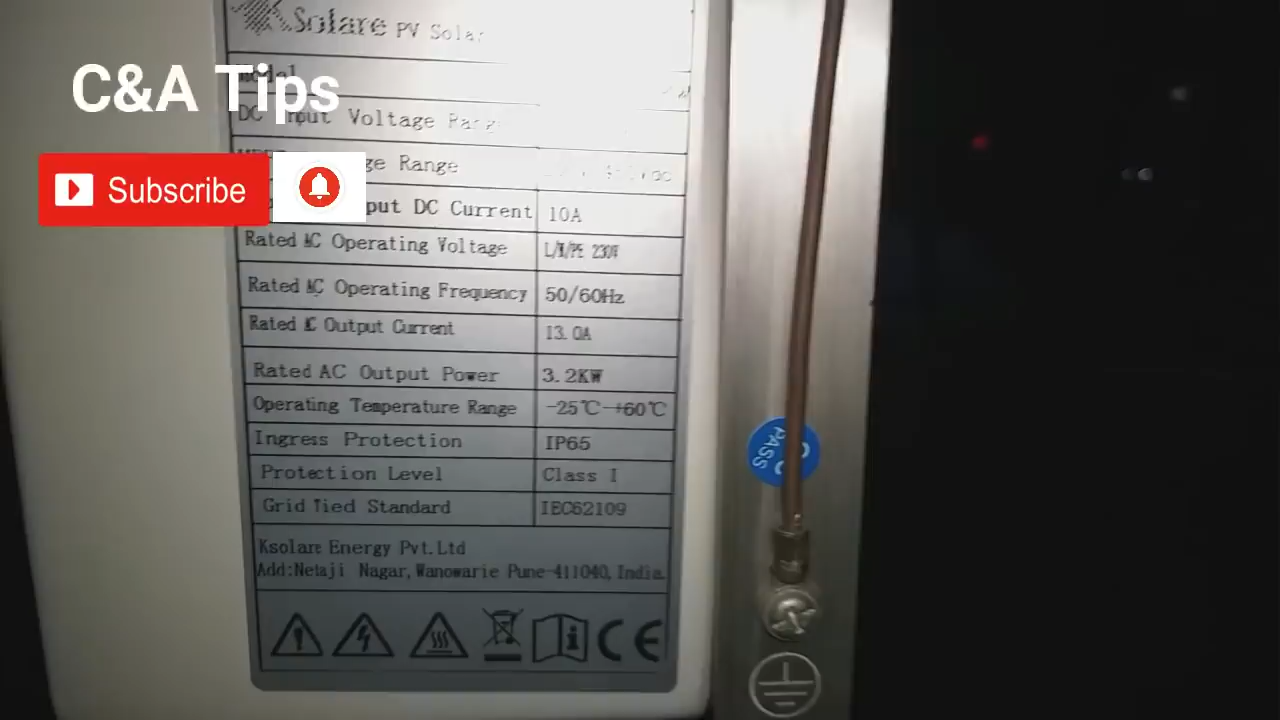 KSolare PV Solar
C&A Tips
Model
DC Input Voltage Range
Range
Subscribe
DC Current 10A
Rated AC Operating Voltage L/N/PE 230V
Rated AC Operating Frequency 50/60Hz
Rated AC Output Current 13.0A
Rated AC Output Power 3.2KW
Operating Temperature Range -25℃-+60℃
Ingress Protection IP65
Protection Level Class I
Grid Tied Standard IEC62109
Ksolare Energy Pvt.Ltd
Add:Netaji Nagar,Wanowarie Pune-411040, India.
CE
PASS